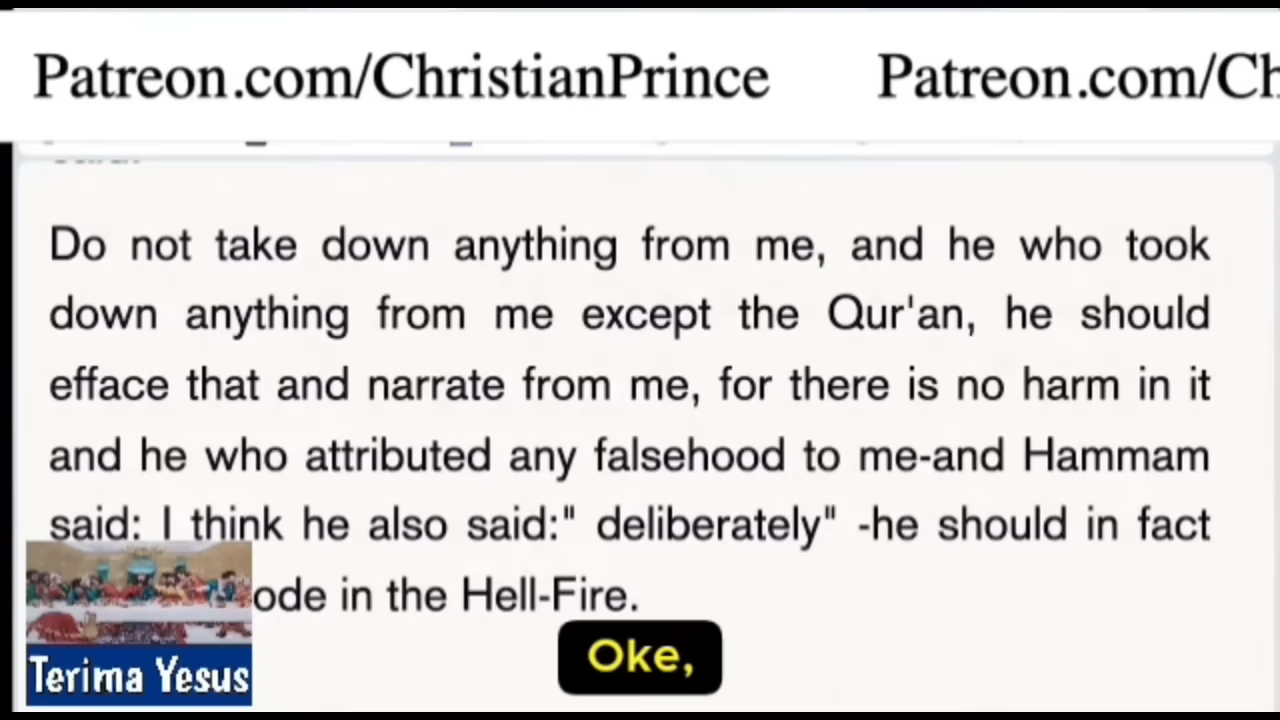 Patreon.com/ChristianPrince Patreon.com/Ch
Do not take down anything from me, and he who took
down anything from me except the Qur'an, he should
efface that and narrate from me, for there is no harm in it
and he who attributed any falsehood to me-and Hammam
said: I think he also said:" deliberately" -he should in fact
ode in the Hell-Fire.
Oke,
Terima Yesus